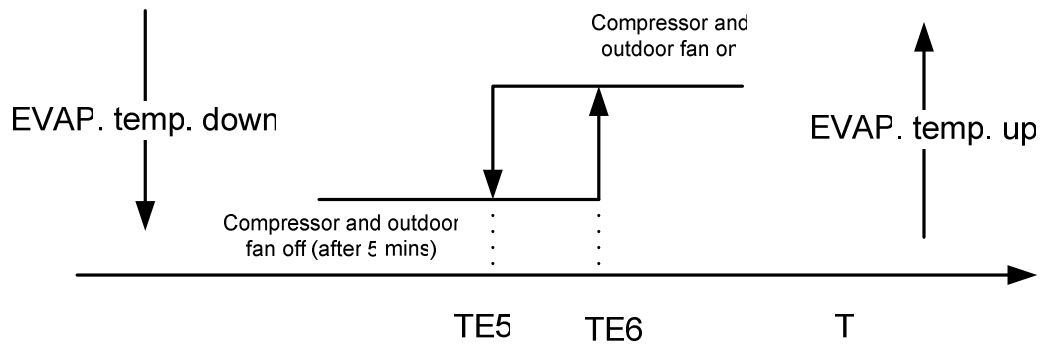 Compressor and
outdoor fan on
EVAP. temp. down
EVAP. temp. up
Compressor and outdoor
fan off (after 5 mins)
TE5
TE6
T